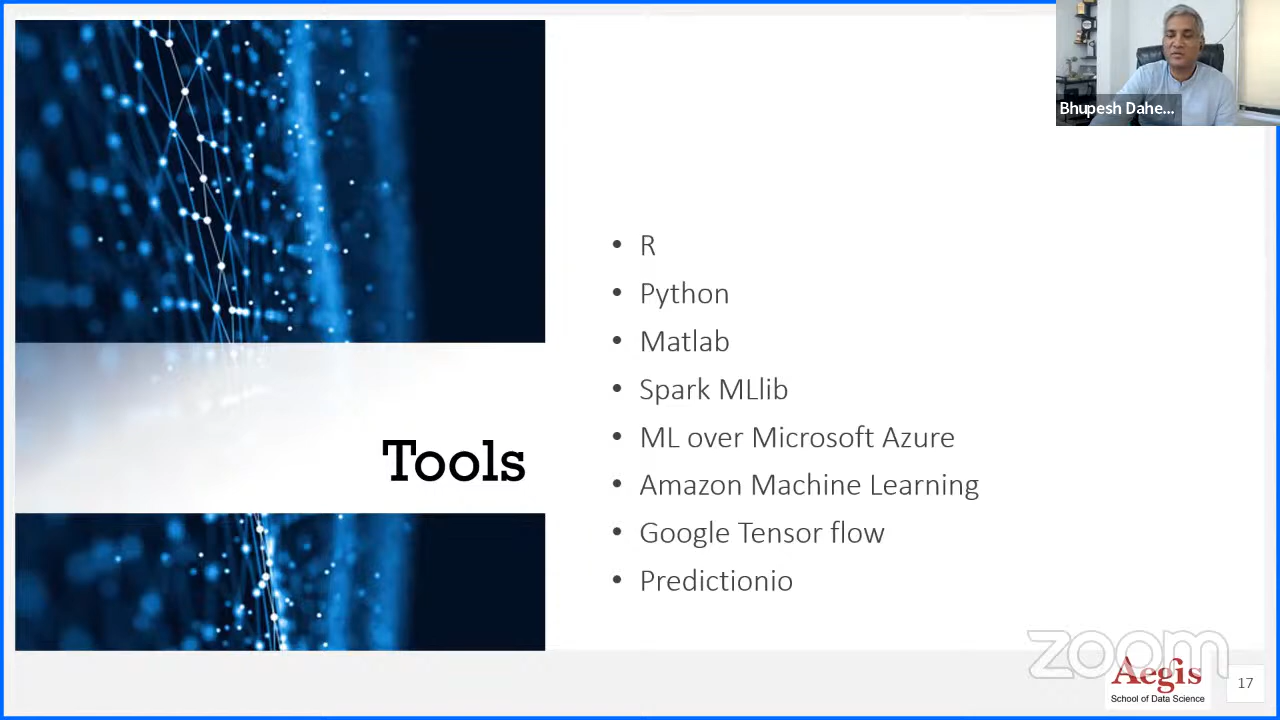 Bhupesh Dahe...
Tools
• R
• Python
• Matlab
• Spark MLlib
• ML over Microsoft Azure
• Amazon Machine Learning
• Google Tensor flow
• Predictionio
zoom
Aegis
School of Data Science
17